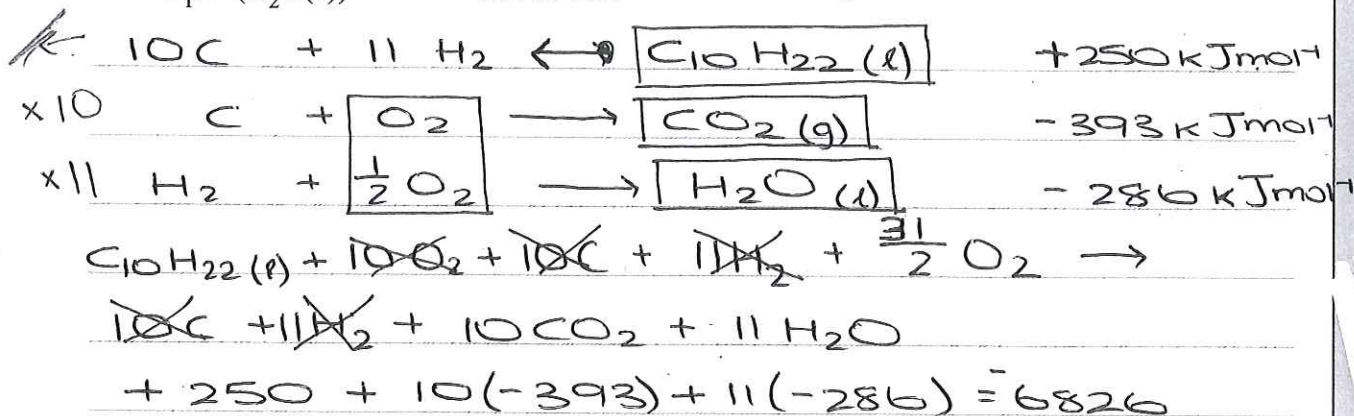 10C + 11 H₂ ⟷ C₁₀H₂₂ (l) +250 kJmol⁻¹
×10 C + O₂ ⟶ CO₂ (g) - 393 kJmol⁻¹
×11 H₂ + ½ O₂ ⟶ H₂O (l) - 286 kJmol⁻¹
C₁₀H₂₂ (l) + 10O₂ + 10C + 11H₂ + 31/2 O₂ ⟶
10C + 11H₂ + 10CO₂ + 11 H₂O
+ 250 + 10(-393) + 11(-286) = -6826